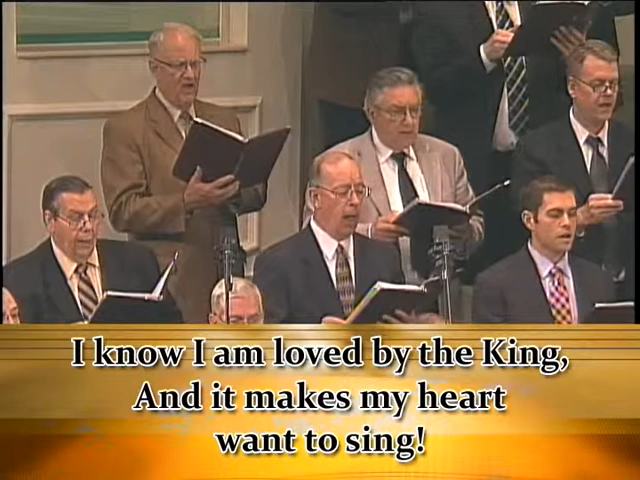 I know I am loved by the King,
And it makes my heart
want to sing!